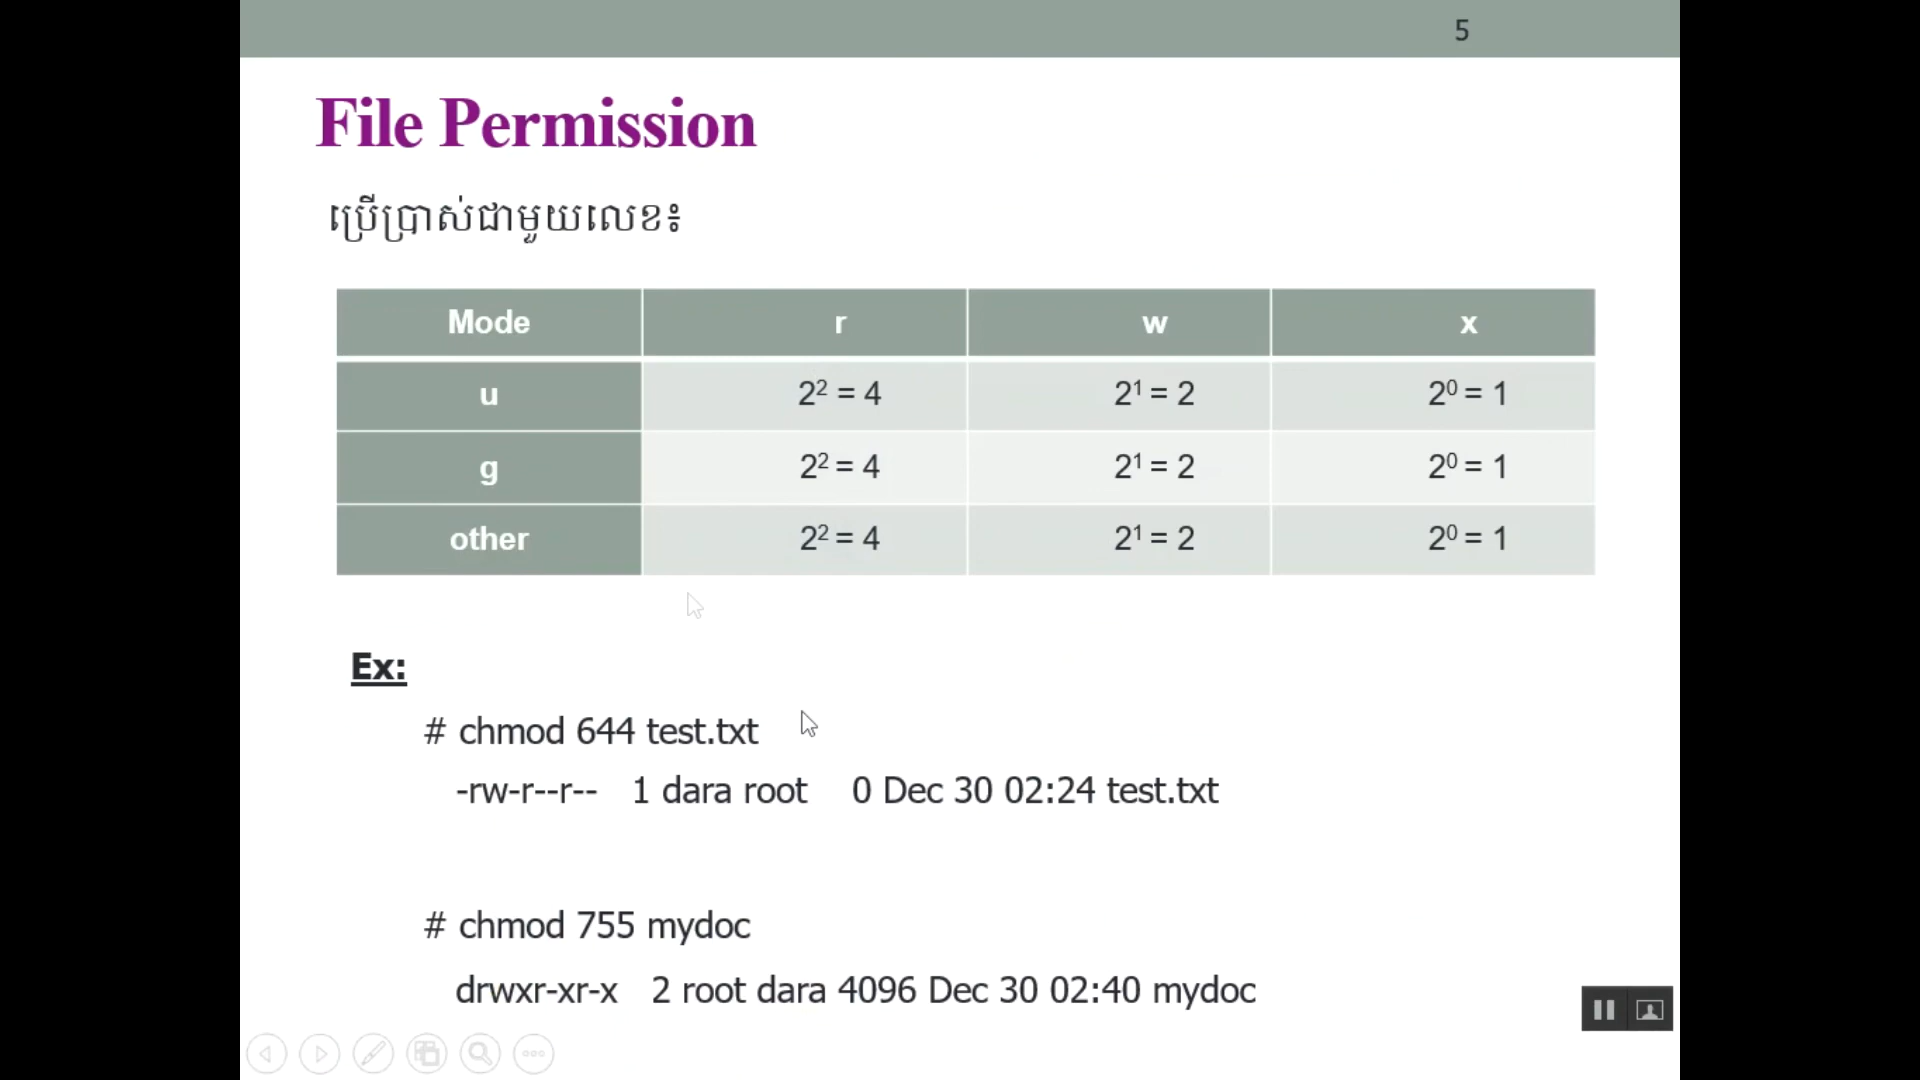 5
File Permission
ប្រើប្រាស់ជាមួយលេខ៖
Mode r w x
u 2² = 4 2¹ = 2 2⁰ = 1
g 2² = 4 2¹ = 2 2⁰ = 1
other 2² = 4 2¹ = 2 2⁰ = 1
Ex:
# chmod 644 test.txt
-rw-r--r-- 1 dara root 0 Dec 30 02:24 test.txt
# chmod 755 mydoc
drwxr-xr-x 2 root dara 4096 Dec 30 02:40 mydoc